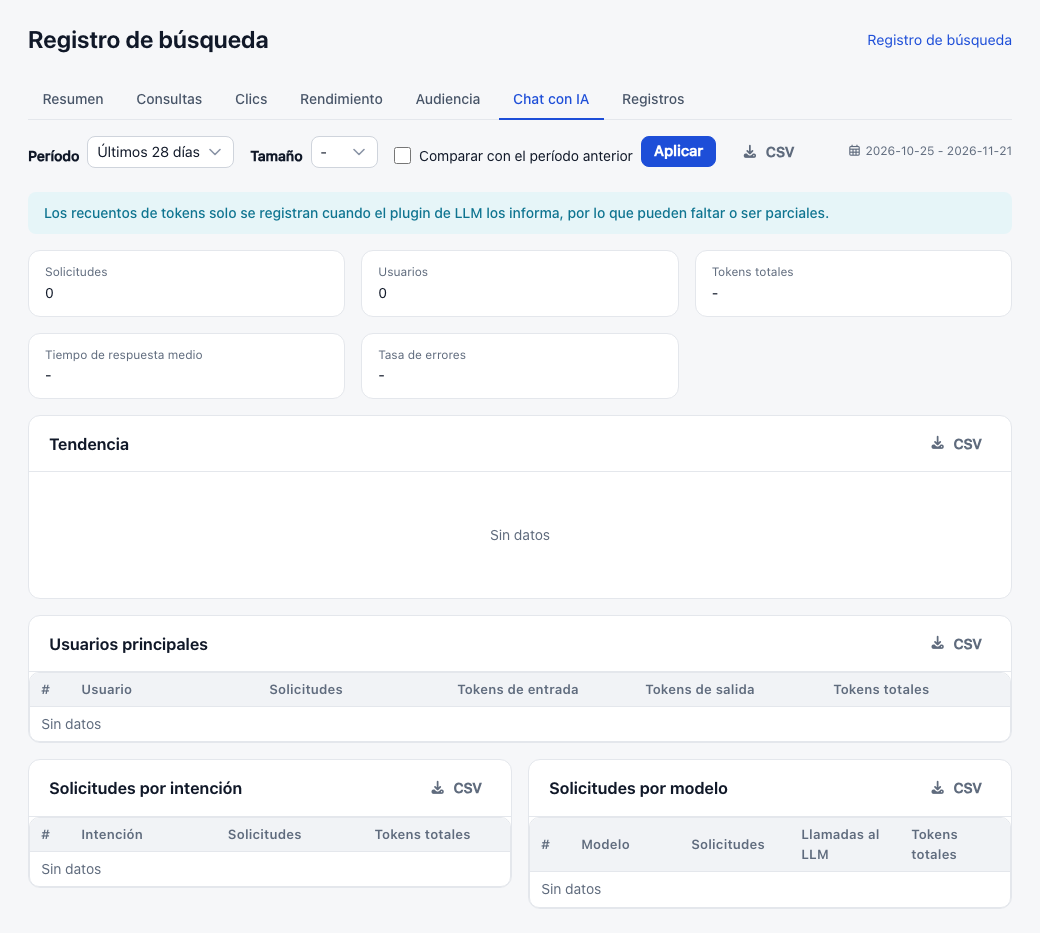 Registro de búsqueda
Registro de búsqueda
Resumen
Consultas
Clics
Rendimiento
Audiencia
Chat con IA
Registros
Período
Últimos 28 días
Tamaño
-
Comparar con el período anterior
Aplicar
CSV
2026-10-25 - 2026-11-21
Los recuentos de tokens solo se registran cuando el plugin de LLM los informa, por lo que pueden faltar o ser parciales.
Solicitudes
0
Usuarios
0
Tokens totales
-
Tiempo de respuesta medio
-
Tasa de errores
-
Tendencia
CSV
Sin datos
Usuarios principales
CSV
# Usuario Solicitudes Tokens de entrada Tokens de salida Tokens totales
Sin datos
Solicitudes por intención
CSV
# Intención Solicitudes Tokens totales
Sin datos
Solicitudes por modelo
CSV
# Modelo Solicitudes Llamadas al LLM Tokens totales
Sin datos